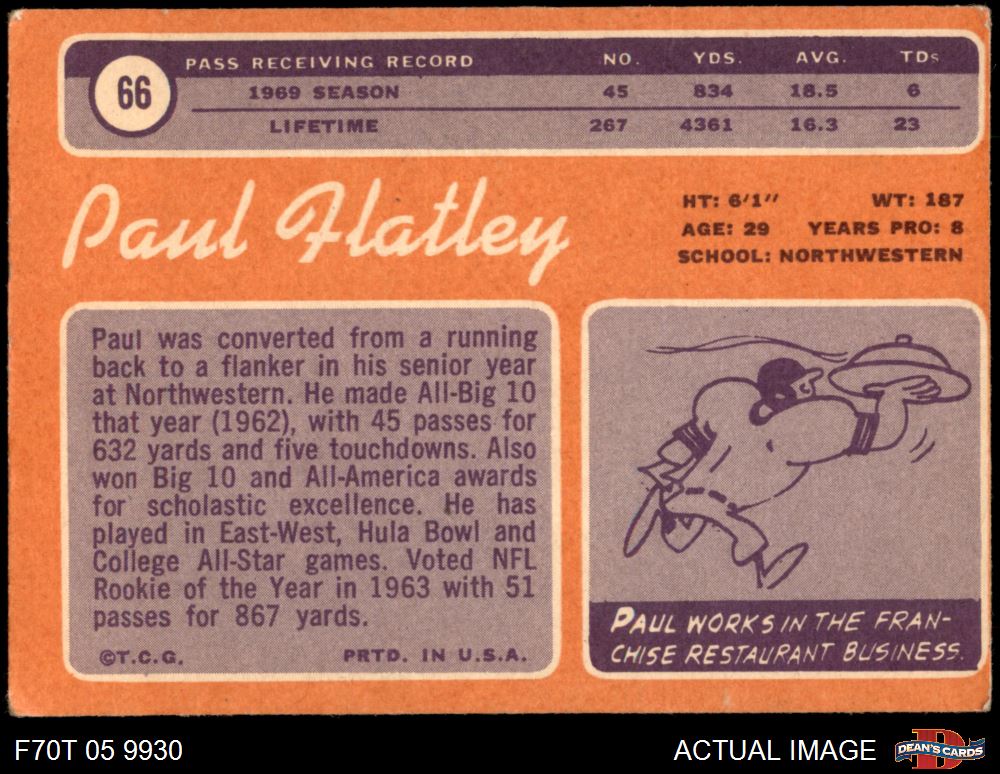 66
PASS RECEIVING RECORD NO. YDS. AVG. TDs
1969 SEASON 45 834 18.5 6
LIFETIME 267 4361 16.3 23
Paul Flatley
HT: 6'1" WT: 187
AGE: 29 YEARS PRO: 8
SCHOOL: NORTHWESTERN
Paul was converted from a running
back to a flanker in his senior year
at Northwestern. He made All-Big 10
that year (1962), with 45 passes for
632 yards and five touchdowns. Also
won Big 10 and All-America awards
for scholastic excellence. He has
played in East-West, Hula Bowl and
College All-Star games. Voted NFL
Rookie of the Year in 1963 with 51
passes for 867 yards.
©T.C.G. PRTD. IN U.S.A.
PAUL WORKS IN THE FRAN-
CHISE RESTAURANT BUSINESS.
F70T 05 9930 ACTUAL IMAGE
D
DEAN'S CARDS